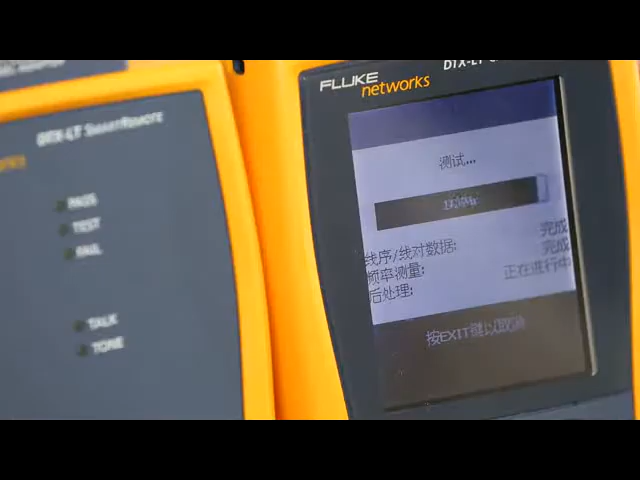 DTX-LT SMARTREMOTE
PASS
TEST
FAIL
TALK
TONE
FLUKE
networks
DTX-LT
测试...
线序/线对数据: 完成
频率测量: 完成
后处理: 正在进行中
按EXIT键以取消